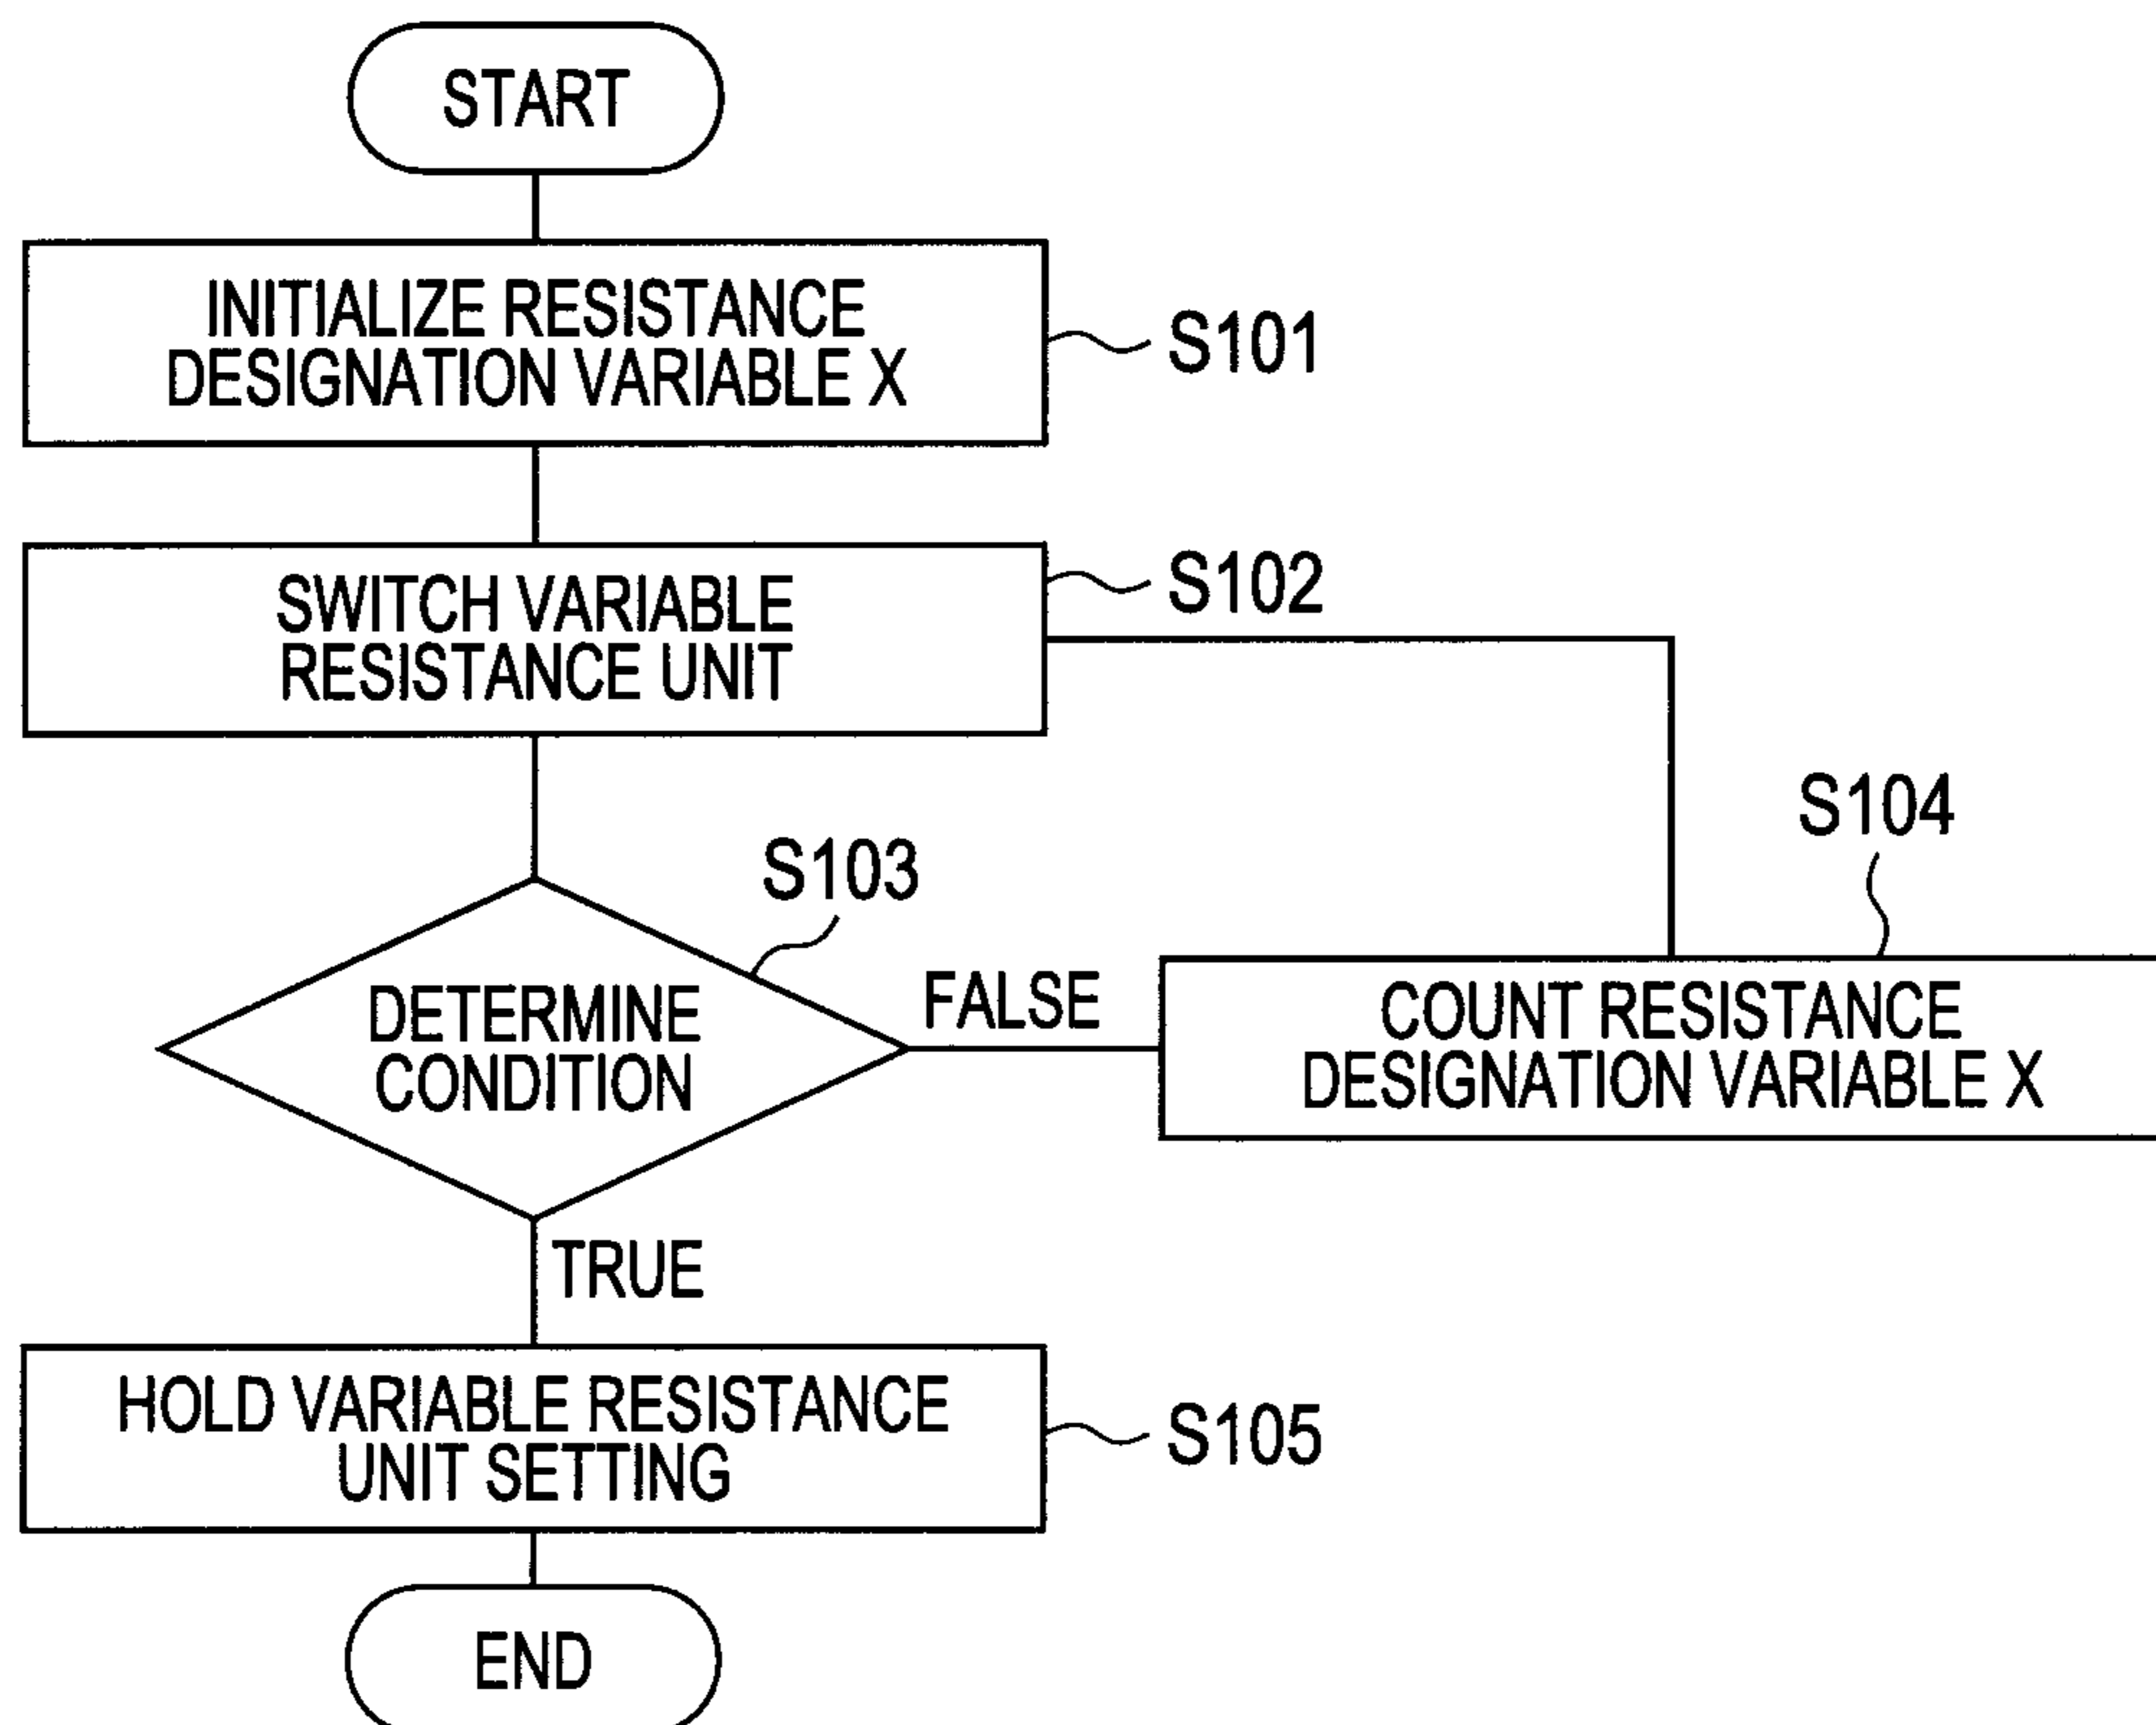 START
INITIALIZE RESISTANCE
DESIGNATION VARIABLE X
S101
SWITCH VARIABLE
RESISTANCE UNIT
S102
S103
DETERMINE
CONDITION
FALSE
S104
COUNT RESISTANCE
DESIGNATION VARIABLE X
TRUE
HOLD VARIABLE RESISTANCE
UNIT SETTING
S105
END